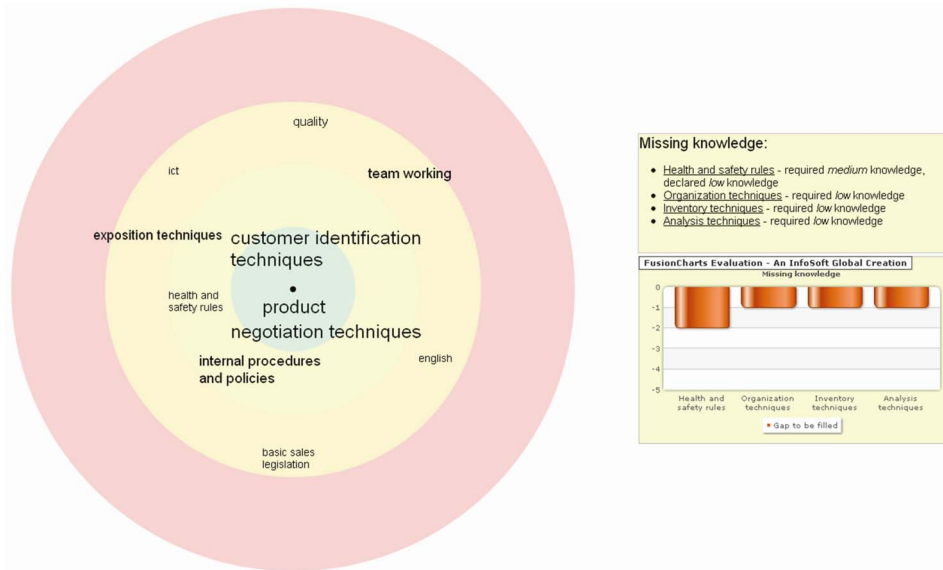 quality
ict
team working
exposition techniques
customer identification
techniques
health and
safety rules
product
negotiation techniques
internal procedures
and policies
english
basic sales
legislation
Missing knowledge:
• Health and safety rules - required medium knowledge,
declared low knowledge
• Organization techniques - required low knowledge
• Inventory techniques - required low knowledge
• Analysis techniques - required low knowledge
FusionCharts Evaluation - An InfoSoft Global Creation
Missing knowledge
0
-1
-2
-3
-4
-5
Health and
safety rules
Organization
techniques
Inventory
techniques
Analysis
techniques
Gap to be filled